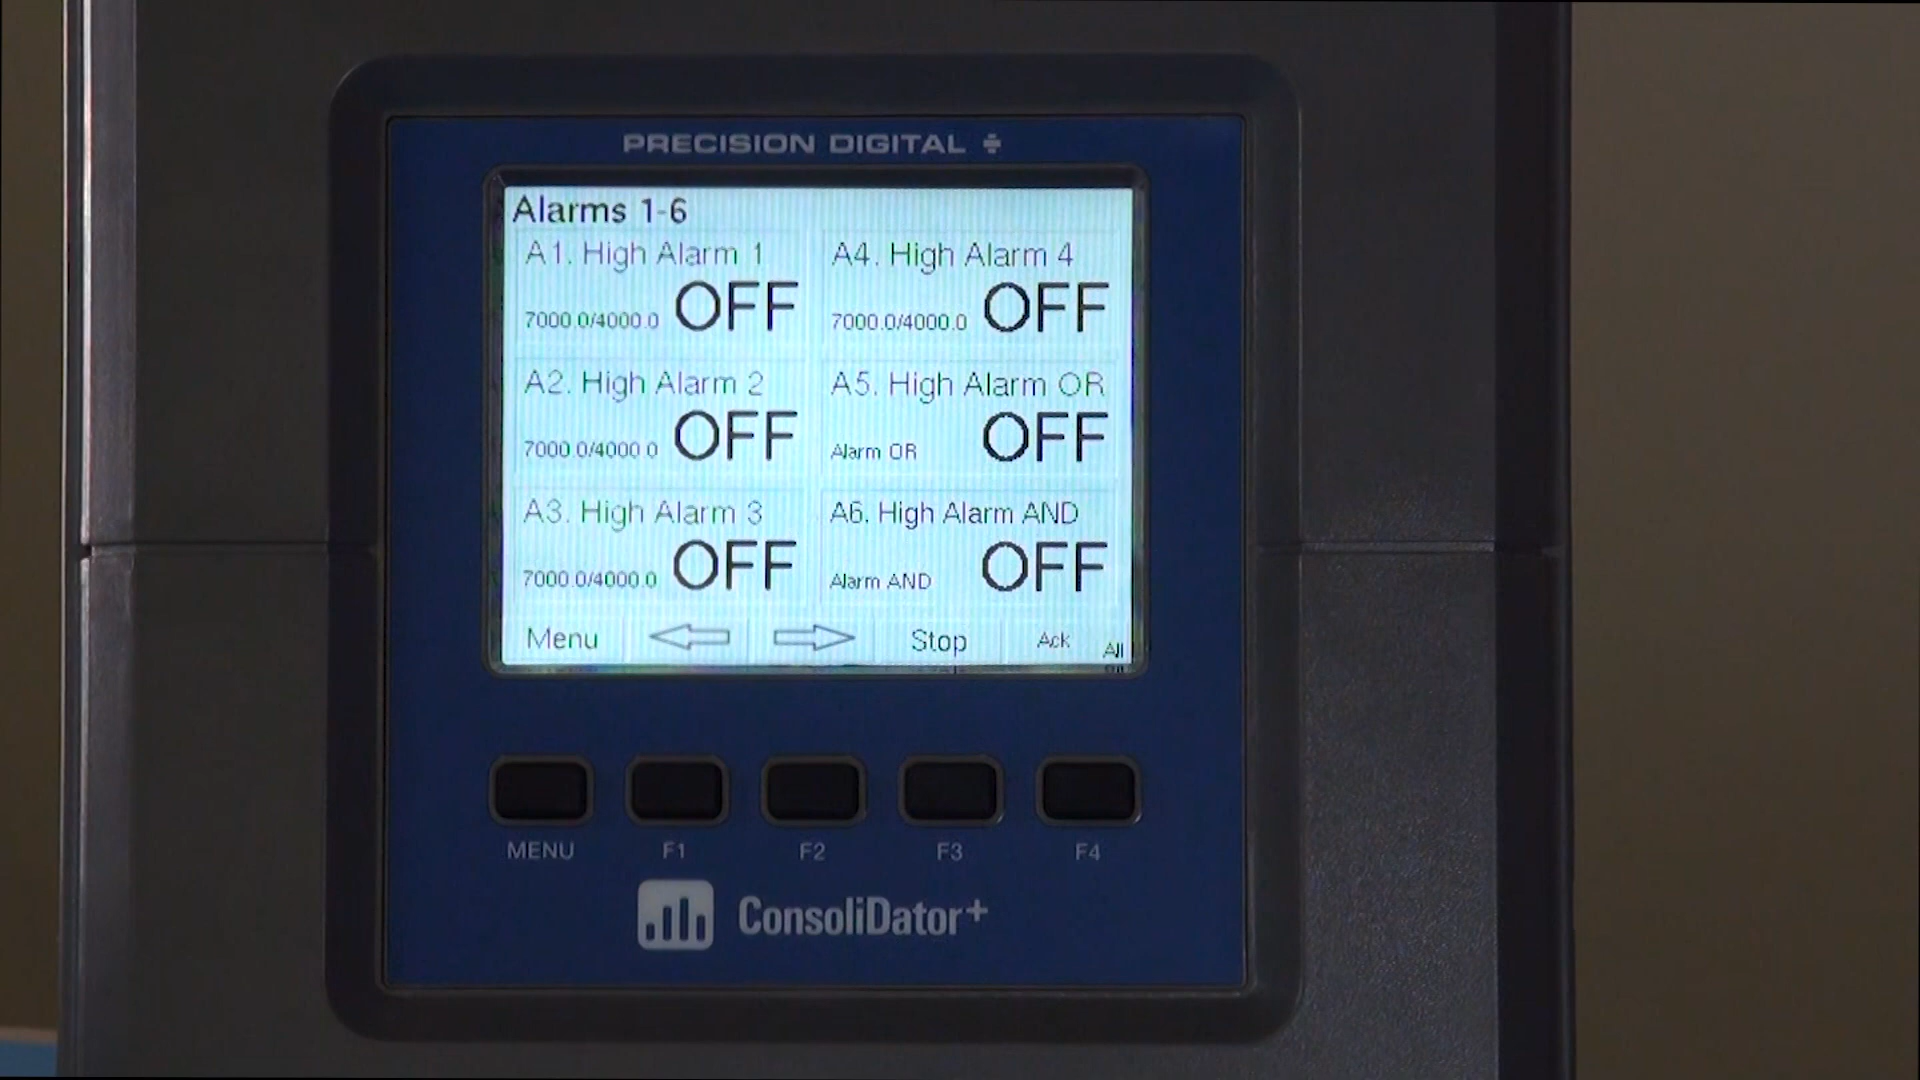 PRECISION DIGITAL
Alarms 1-6
A1. High Alarm 1
7000.0/4000.0 OFF
A2. High Alarm 2
7000.0/4000.0 OFF
A3. High Alarm 3
7000.0/4000.0 OFF
A4. High Alarm 4
7000.0/4000.0 OFF
A5. High Alarm OR
Alarm OR OFF
A6. High Alarm AND
Alarm AND OFF
Menu Stop Ack All
MENU F1 F2 F3 F4
ConsoliDator+